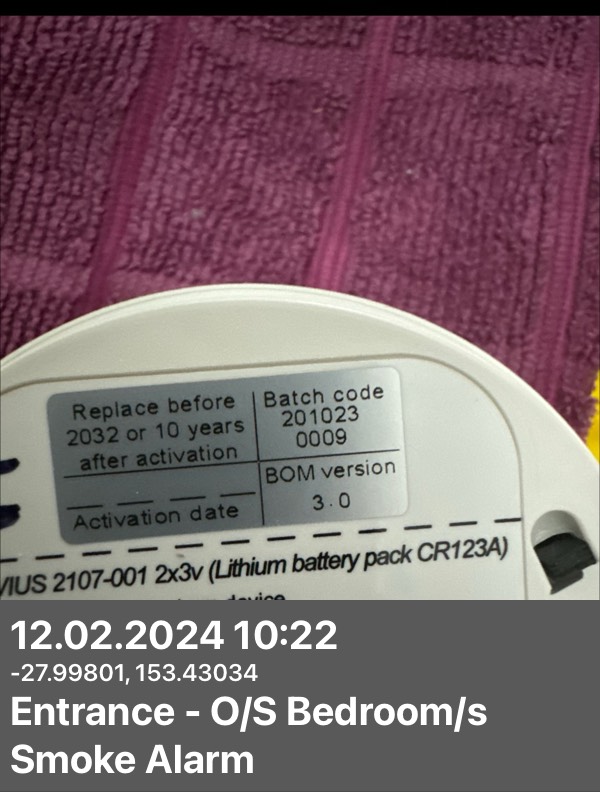 Replace before
2032 or 10 years
after activation
Activation date
Batch code
201023
0009
BOM version
3.0
2107-001 2x3v (Lithium battery pack CR123A)
12.02.2024 10:22
-27.99801, 153.43034
Entrance - O/S Bedroom/s
Smoke Alarm